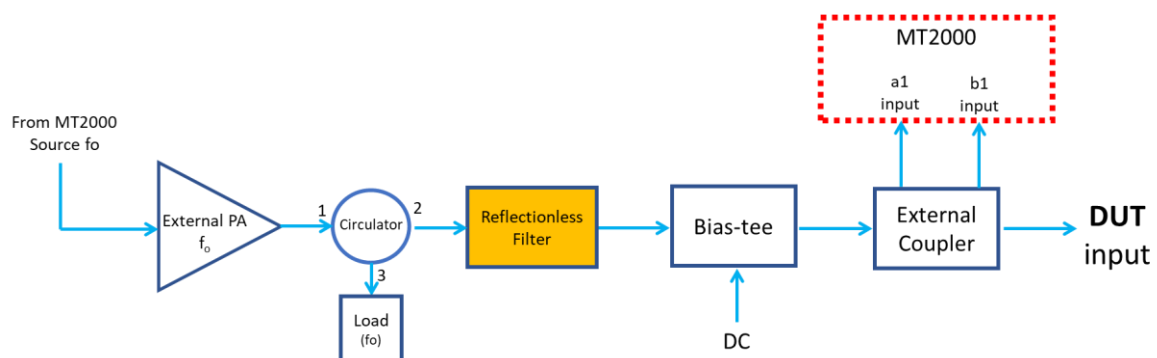 MT2000
a1
input
b1
input
From MT2000
Source fo
External PA
fo
1
Circulator
2
3
Load
(fo)
Reflectionless
Filter
Bias-tee
DC
External
Coupler
DUT
input